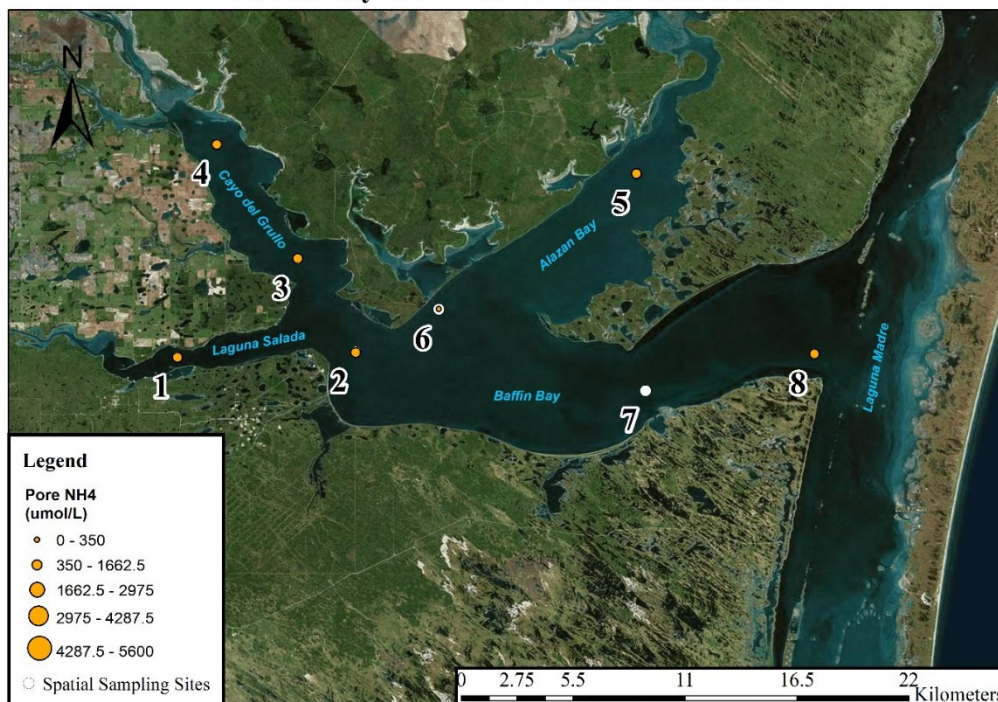 N
4
Cayo del Grullo
5
Alazan Bay
3
6
Laguna Salada
1
2
Baffin Bay
7
8
Laguna Madre
Legend
Pore NH4
(umol/L)
0 - 350
350 - 1662.5
1662.5 - 2975
2975 - 4287.5
4287.5 - 5600
Spatial Sampling Sites
0 2.75 5.5 11 16.5 22
Kilometers